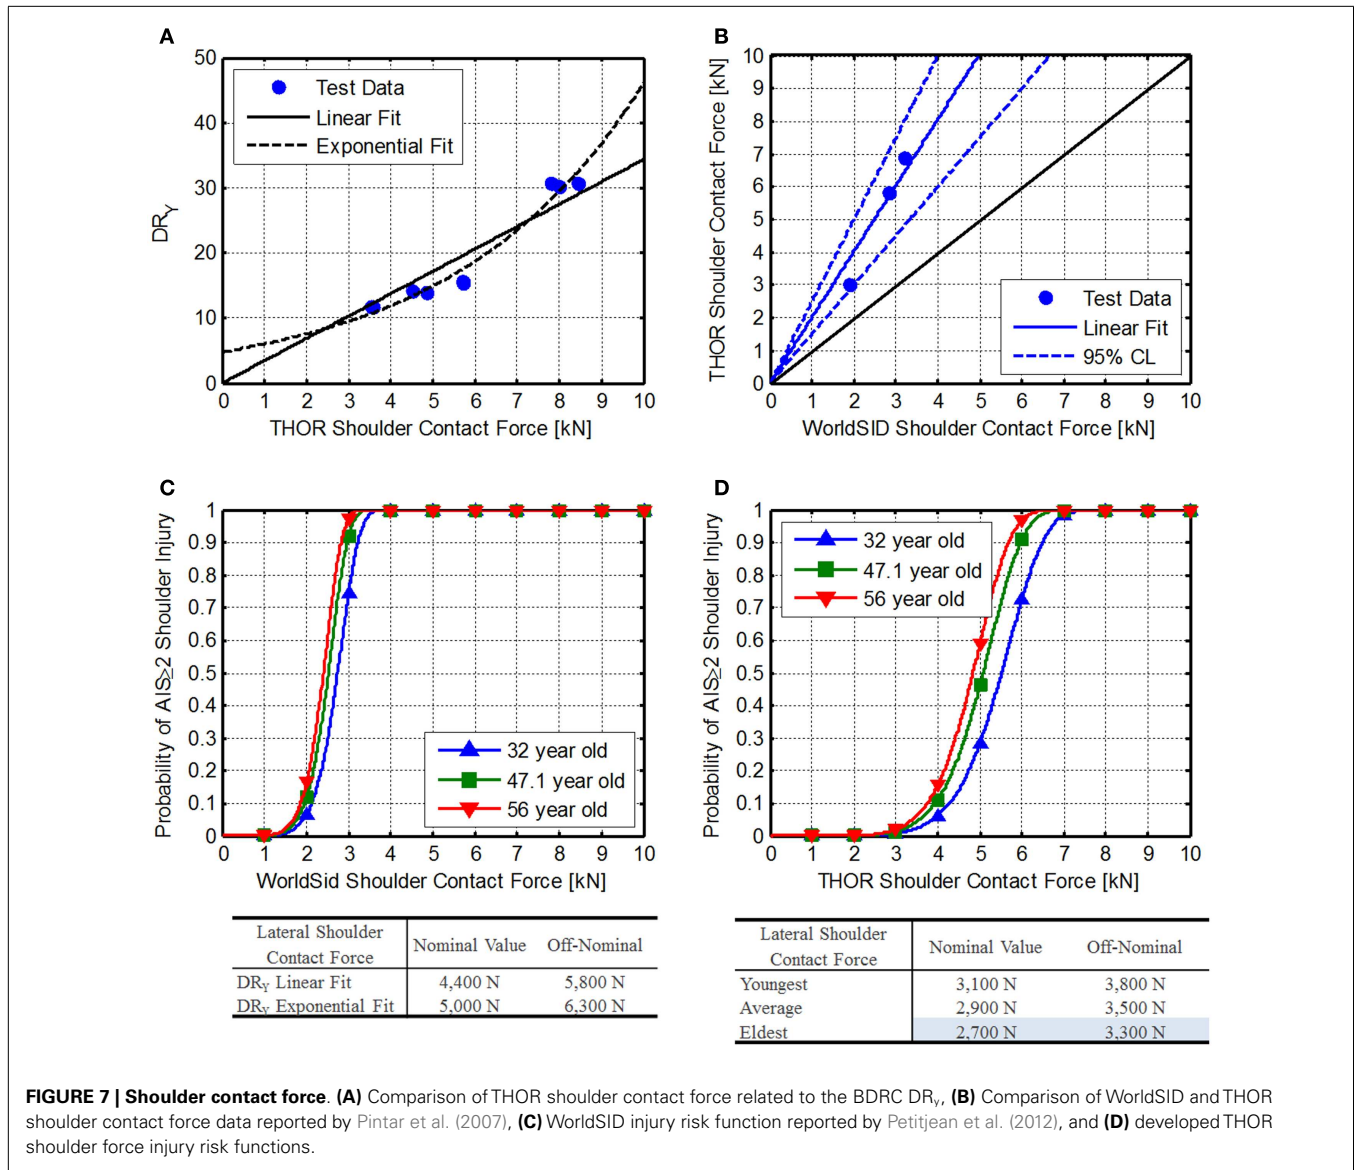 A
50
40
30
20
10
0
DRY
Test Data
Linear Fit
Exponential Fit
0 1 2 3 4 5 6 7 8 9 10
THOR Shoulder Contact Force [kN]
B
10
9
8
7
6
5
4
3
2
1
0
THOR Shoulder Contact Force [kN]
Test Data
Linear Fit
95% CL
0 1 2 3 4 5 6 7 8 9 10
WorldSID Shoulder Contact Force [kN]
C
1
0.9
0.8
0.7
0.6
0.5
0.4
0.3
0.2
0.1
0
Probability of AIS≥2 Shoulder Injury
32 year old
47.1 year old
56 year old
0 1 2 3 4 5 6 7 8 9 10
WorldSid Shoulder Contact Force [kN]
D
1
0.9
0.8
0.7
0.6
0.5
0.4
0.3
0.2
0.1
0
Probability of AIS≥2 Shoulder Injury
32 year old
47.1 year old
56 year old
0 1 2 3 4 5 6 7 8 9 10
THOR Shoulder Contact Force [kN]
Lateral Shoulder
Contact Force Nominal Value Off-Nominal
DRY Linear Fit 4,400 N 5,800 N
DRY Exponential Fit 5,000 N 6,300 N
Lateral Shoulder
Contact Force Nominal Value Off-Nominal
Youngest 3,100 N 3,800 N
Average 2,900 N 3,500 N
Eldest 2,700 N 3,300 N
FIGURE 7 | Shoulder contact force. (A) Comparison of THOR shoulder contact force related to the BDRC DRy, (B) Comparison of WorldSID and THOR
shoulder contact force data reported by Pintar et al. (2007), (C) WorldSID injury risk function reported by Petitjean et al. (2012), and (D) developed THOR
shoulder force injury risk functions.